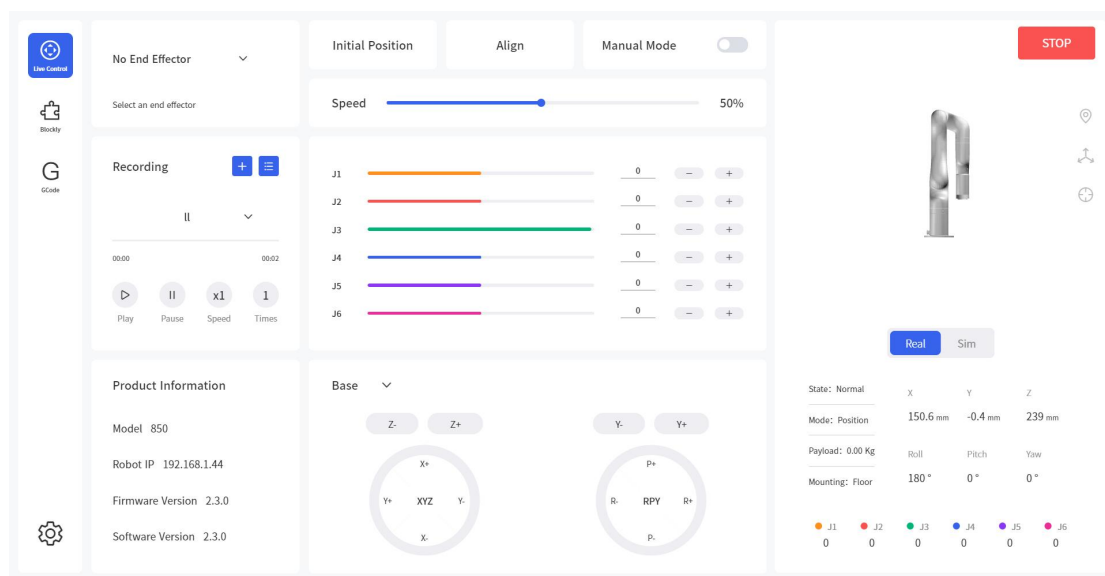 Live Control
Blockly
G
GCode
No End Effector
Select an end effector
Recording
+
ll
00:00 00:02
x1 1
Play Pause Speed Times
Product Information
Model 850
Robot IP 192.168.1.44
Firmware Version 2.3.0
Software Version 2.3.0
Initial Position Align Manual Mode
Speed 50%
J1 0 - +
J2 0 - +
J3 0 - +
J4 0 - +
J5 0 - +
J6 0 - +
Base
Z- Z+
X+
Y+ XYZ Y-
X-
Y- Y+
P+
R- RPY R+
P-
STOP
Real Sim
State: Normal
Mode: Position
Payload: 0.00 Kg
Mounting: Floor
X Y Z
150.6 mm -0.4 mm 239 mm
Roll Pitch Yaw
180 ° 0 ° 0 °
J1 J2 J3 J4 J5 J6
0 0 0 0 0 0